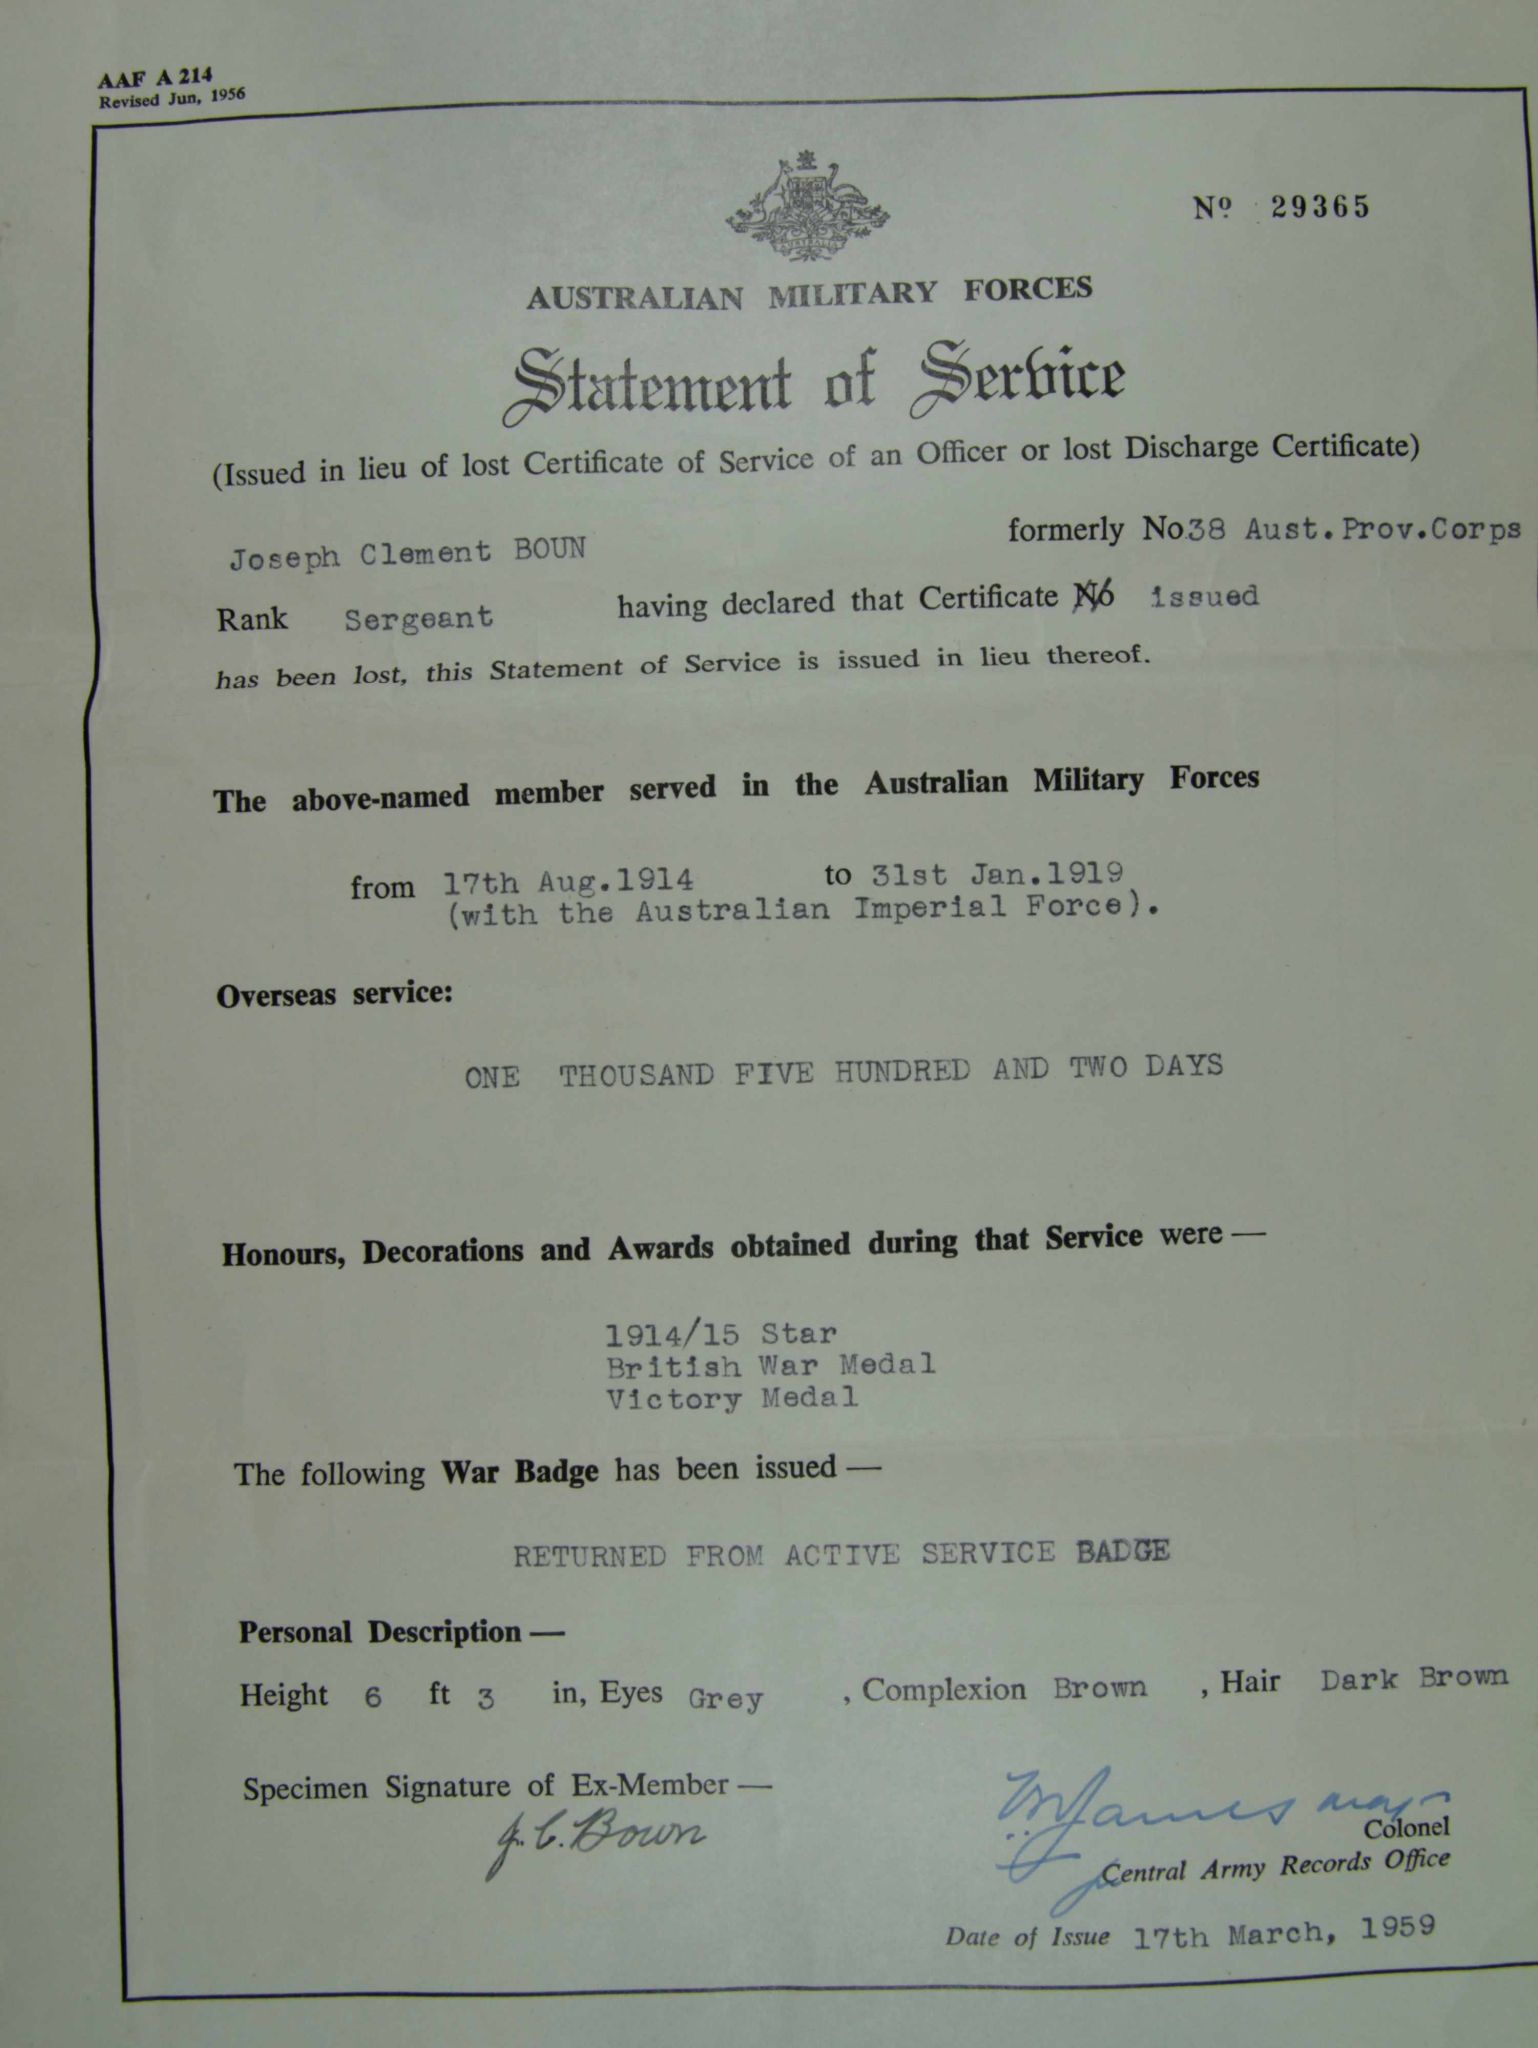 AAF A 214
Revised Jun, 1956
Nº 29365
AUSTRALIA
AUSTRALIAN MILITARY FORCES
Statement of Service
(Issued in lieu of lost Certificate of Service of an Officer or lost Discharge Certificate)
Joseph Clement BOUN formerly No 38 Aust.Prov.Corps
Rank Sergeant having declared that Certificate No issued
has been lost, this Statement of Service is issued in lieu thereof.
The above-named member served in the Australian Military Forces
from 17th Aug.1914 to 31st Jan.1919
(with the Australian Imperial Force).
Overseas service:
ONE THOUSAND FIVE HUNDRED AND TWO DAYS
Honours, Decorations and Awards obtained during that Service were —
1914/15 Star
British War Medal
Victory Medal
The following War Badge has been issued —
RETURNED FROM ACTIVE SERVICE BADGE
Personal Description —
Height 6 ft 3 in, Eyes Grey , Complexion Brown , Hair Dark Brown
Specimen Signature of Ex-Member —
J. C. Boun
James
Colonel
Central Army Records Office
Date of Issue 17th March, 1959